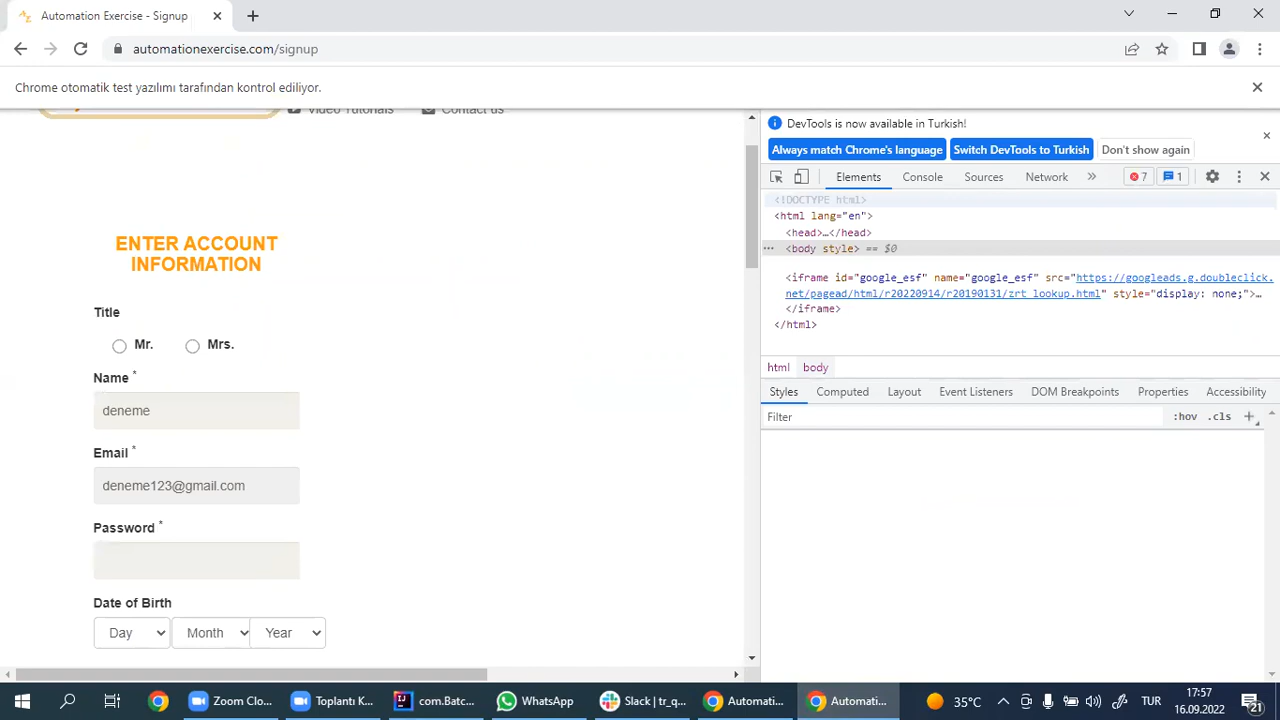 Automation Exercise - Signup
automationexercise.com/signup
Chrome otomatik test yazılımı tarafından kontrol ediliyor.
Video Tutorials Contact us
ENTER ACCOUNT
INFORMATION
Title
Mr. Mrs.
Name *
deneme
Email *
deneme123@gmail.com
Password *
Date of Birth
Day Month Year
DevTools is now available in Turkish!
Always match Chrome's language Switch DevTools to Turkish Don't show again
Elements Console Sources Network » 7 1
<!DOCTYPE html>
<html lang="en">
<head>…</head>
<body style> == $0
<iframe id="google_esf" name="google_esf" src="https://googleads.g.doubleclick.
net/pagead/html/r20220914/r20190131/zrt_lookup.html" style="display: none;">…
</iframe>
</html>
html body
Styles Computed Layout Event Listeners DOM Breakpoints Properties Accessibility
Filter :hov .cls +
Zoom Clo... Toplantı K... com.Batc... WhatsApp Slack | tr_q... Automati... Automati... 35°C TUR 17:57
16.09.2022 21